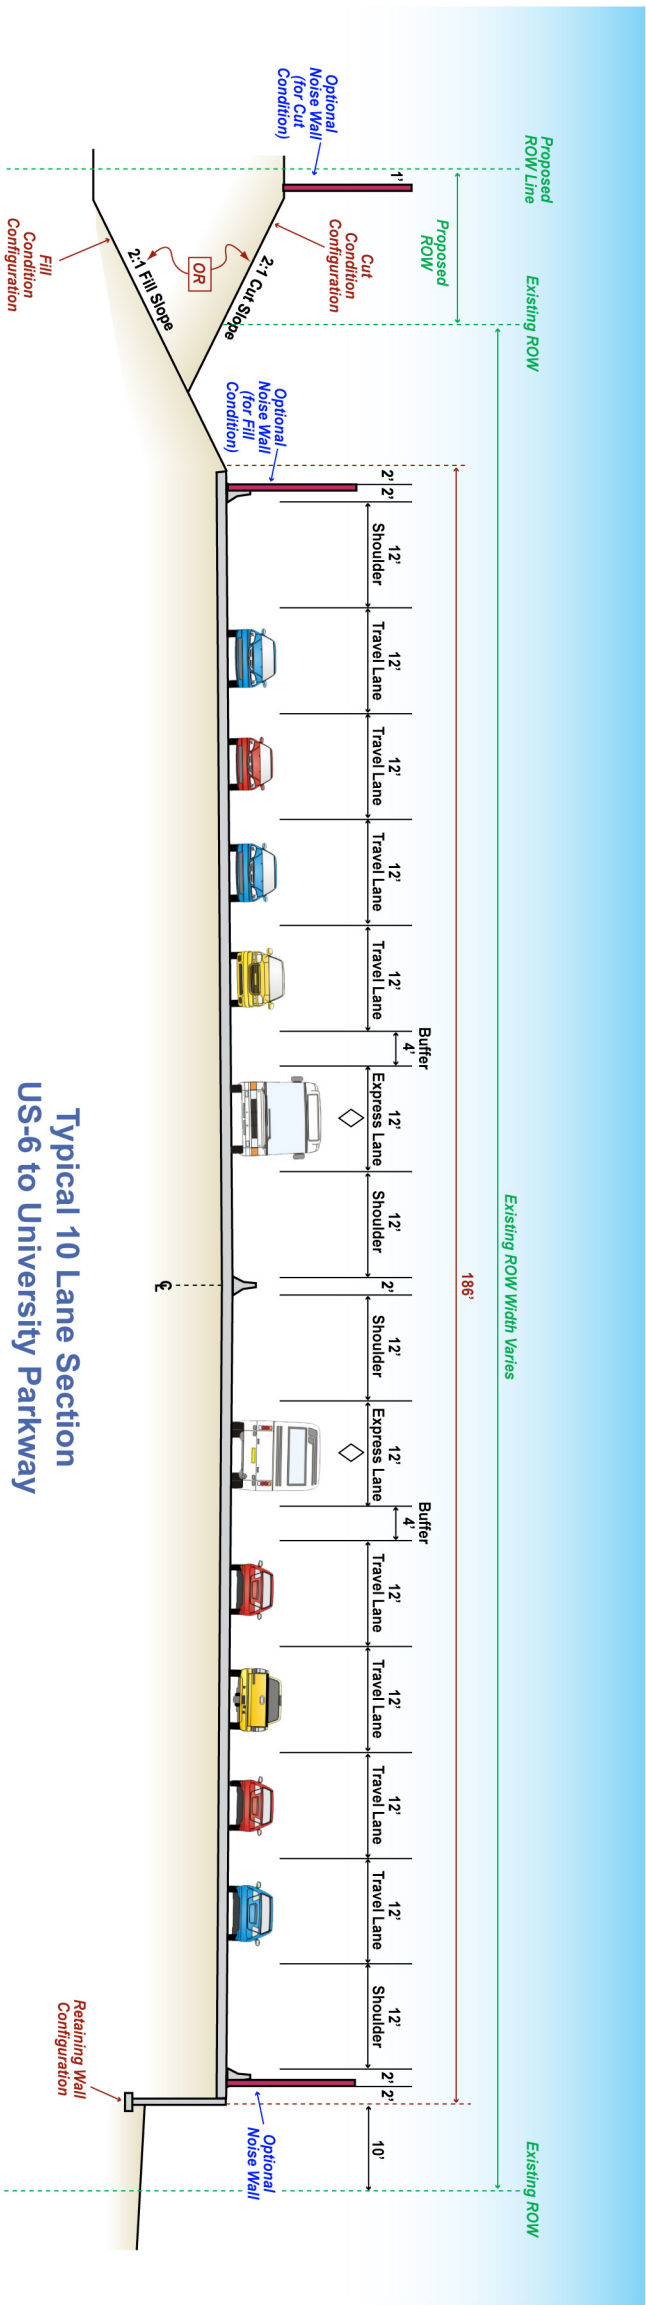 Proposed
ROW Line
Existing ROW
Existing ROW
Proposed
ROW
Existing ROW Width Varies
186'
1'
Optional
Noise Wall
(for Cut
Condition)
Cut
Condition
Configuration
2:1 Cut Slope
OR
2:1 Fill Slope
Fill
Condition
Configuration
Optional
Noise Wall
(for Fill
Condition)
2'
2'
12'
Shoulder
12'
Travel Lane
12'
Travel Lane
12'
Travel Lane
12'
Travel Lane
Buffer
4'
12'
Express Lane
12'
Shoulder
2'
12'
Shoulder
12'
Express Lane
Buffer
4'
12'
Travel Lane
12'
Travel Lane
12'
Travel Lane
12'
Travel Lane
12'
Shoulder
2'
2'
10'
Optional
Noise Wall
Retaining Wall
Configuration
CL
Typical 10 Lane Section
US-6 to University Parkway